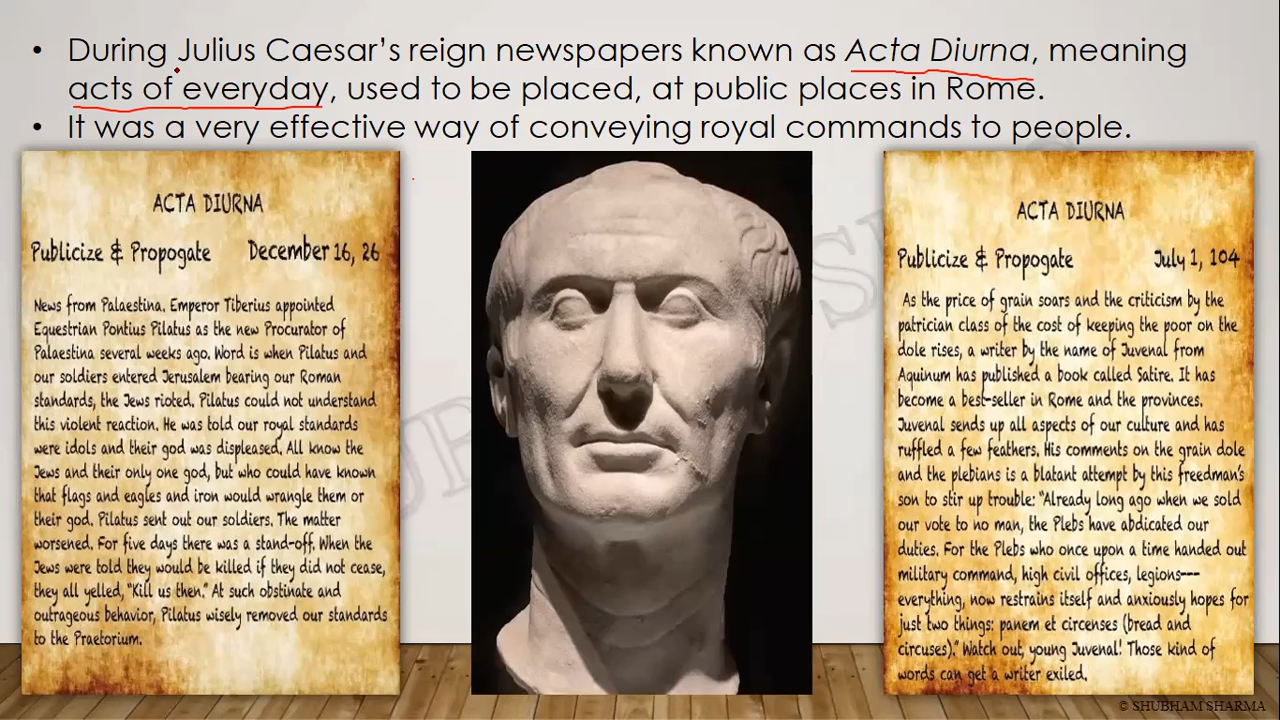 • During Julius Caesar's reign newspapers known as Acta Diurna, meaning
acts of everyday, used to be placed, at public places in Rome.
• It was a very effective way of conveying royal commands to people.
ACTA DIURNA
Publicize & Propogate December 16, 26
News from Palaestina. Emperor Tiberius appointed
Equestrian Pontius Pilatus as the new Procurator of
Palaestina several weeks ago. Word is when Pilatus and
our soldiers entered Jerusalem bearing our Roman
standards, the Jews rioted. Pilatus could not understand
this violent reaction. He was told our royal standards
were idols and their god was displeased. All know the
Jews and their only one god, but who could have known
that flags and eagles and iron would wrangle them or
their god. Pilatus sent out our soldiers. The matter
worsened. For five days there was a stand-off. When the
Jews were told they would be killed if they did not cease,
they all yelled, "Kill us then." At such obstinate and
outrageous behavior, Pilatus wisely removed our standards
to the Praetorium.
ACTA DIURNA
Publicize & Propogate July 1, 104
As the price of grain soars and the criticism by the
patrician class of the cost of keeping the poor on the
dole rises, a writer by the name of Juvenal from
Aquinum has published a book called Satire. It has
become a best-seller in Rome and the provinces.
Juvenal sends up all aspects of our culture and has
ruffled a few feathers. His comments on the grain dole
and the plebians is a blatant attempt by this freedman's
son to stir up trouble: "Already long ago when we sold
our vote to no man, the Plebs have abdicated our
duties. For the Plebs who once upon a time handed out
military command, high civil offices, legions---
everything, now restrains itself and anxiously hopes for
just two things: panem et circenses (bread and
circuses)." Watch out, young Juvenal! Those kind of
words can get a writer exiled.
© SHUBHAM SHARMA